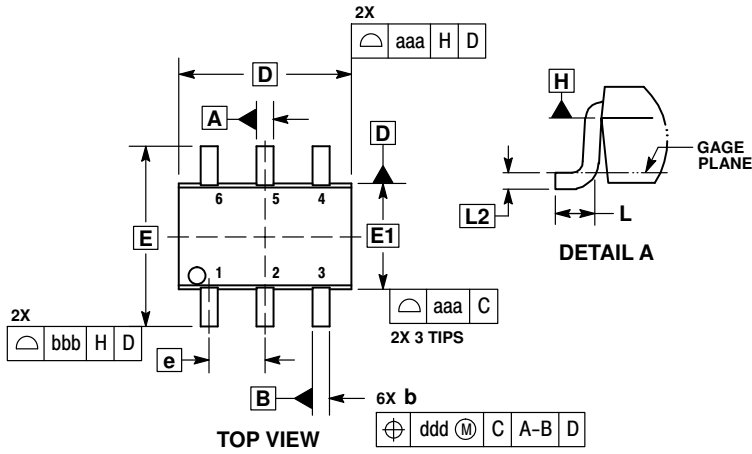 2X
⌓ aaa H D
D
A
D
H
GAGE
PLANE
L2
L
DETAIL A
6 5 4
E
E1
1 2 3
2X
⌓ bbb H D
⌓ aaa C
2X 3 TIPS
e
B
6X b
⌖ ddd Ⓜ C A-B D
TOP VIEW